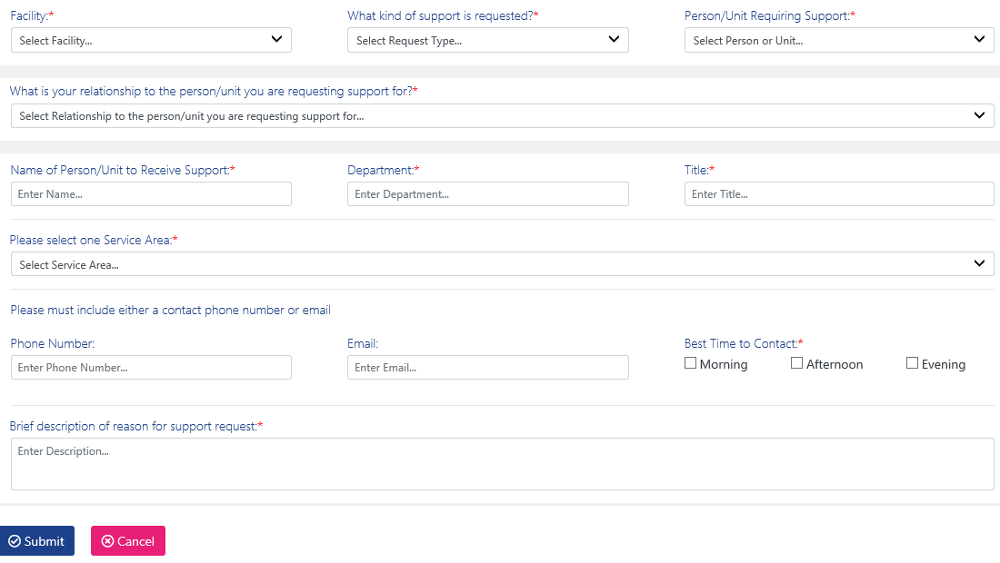 Facility:* What kind of support is requested?* Person/Unit Requiring Support:*
Select Facility... Select Request Type... Select Person or Unit...
What is your relationship to the person/unit you are requesting support for?*
Select Relationship to the person/unit you are requesting support for...
Name of Person/Unit to Receive Support:* Department:* Title:*
Enter Name... Enter Department... Enter Title...
Please select one Service Area:*
Select Service Area...
Please must include either a contact phone number or email
Phone Number: Email: Best Time to Contact:*
Enter Phone Number... Enter Email... Morning Afternoon Evening
Brief description of reason for support request:*
Enter Description...
Submit Cancel